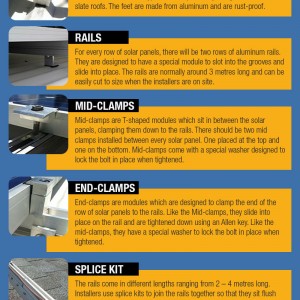 slate roofs. The feet are made from aluminum and are rust-proof.
RAILS
For every row of solar panels, there will be two rows of aluminum rails.
They are designed to have a special module to slot into the grooves and
slide into place. The rails are normally around 3 metres long and can be
easily cut to size when the installers are on site.
MID-CLAMPS
Mid-clamps are T-shaped modules which sit in between the solar
panels, clamping them down to the rails. There should be two mid
clamps installed between every solar panel. One placed at the top and
one on the bottom. Mid-clamps come with a special washer designed to
lock the bolt in place when tightened.
END-CLAMPS
End-clamps are modules which are designed to clamp the end of the
row of solar panels to the rails. Like the Mid-clamps, they slide into
place on the rail and are tightened down using an Allen key. Like the
mid-clamps, they have a special washer to lock the bolt in place when
tightened.
SPLICE KIT
The rails come in different lengths ranging from 2 – 4 metres long.
Installers use splice kits to join the rails together so that they sit flush